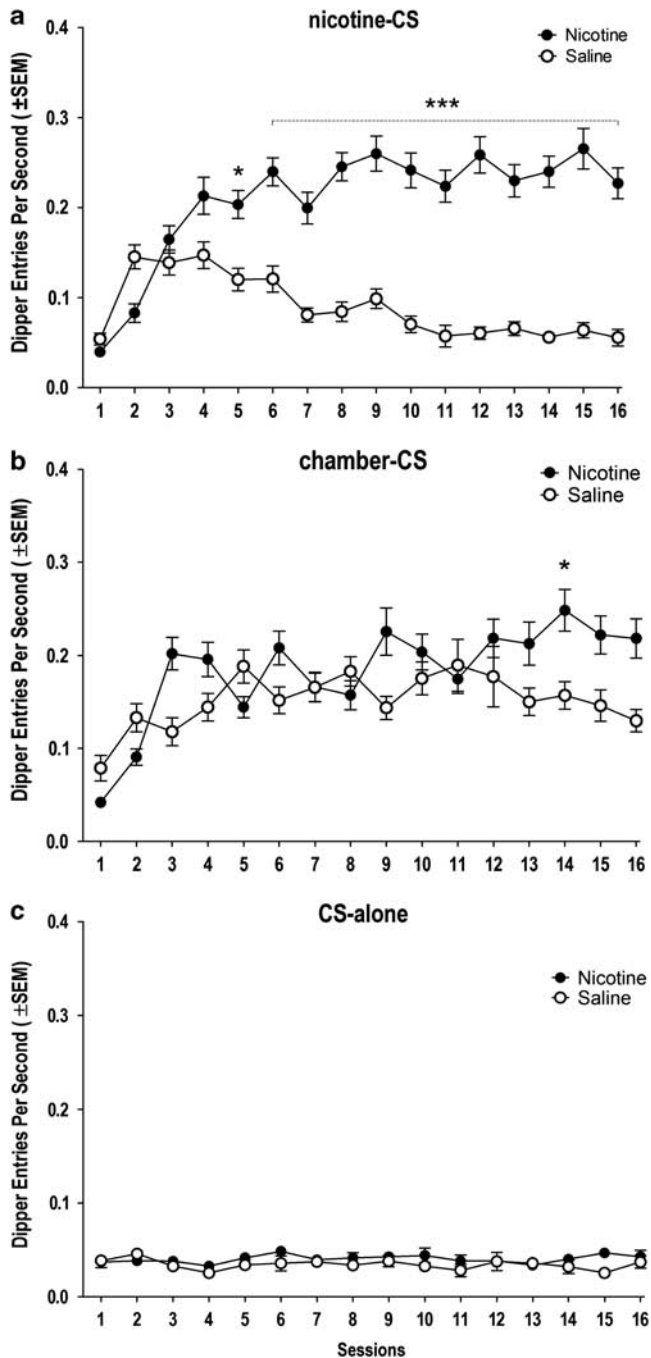 a
nicotine-CS
Nicotine
Saline
Dipper Entries Per Second (±SEM)
0.4
0.3
0.2
0.1
0.0
*
***
1 2 3 4 5 6 7 8 9 10 11 12 13 14 15 16
b
chamber-CS
Nicotine
Saline
Dipper Entries Per Second (±SEM)
0.4
0.3
0.2
0.1
0.0
*
1 2 3 4 5 6 7 8 9 10 11 12 13 14 15 16
c
CS-alone
Nicotine
Saline
Dipper Entries Per Second (±SEM)
0.4
0.3
0.2
0.1
0.0
1 2 3 4 5 6 7 8 9 10 11 12 13 14 15 16
Sessions